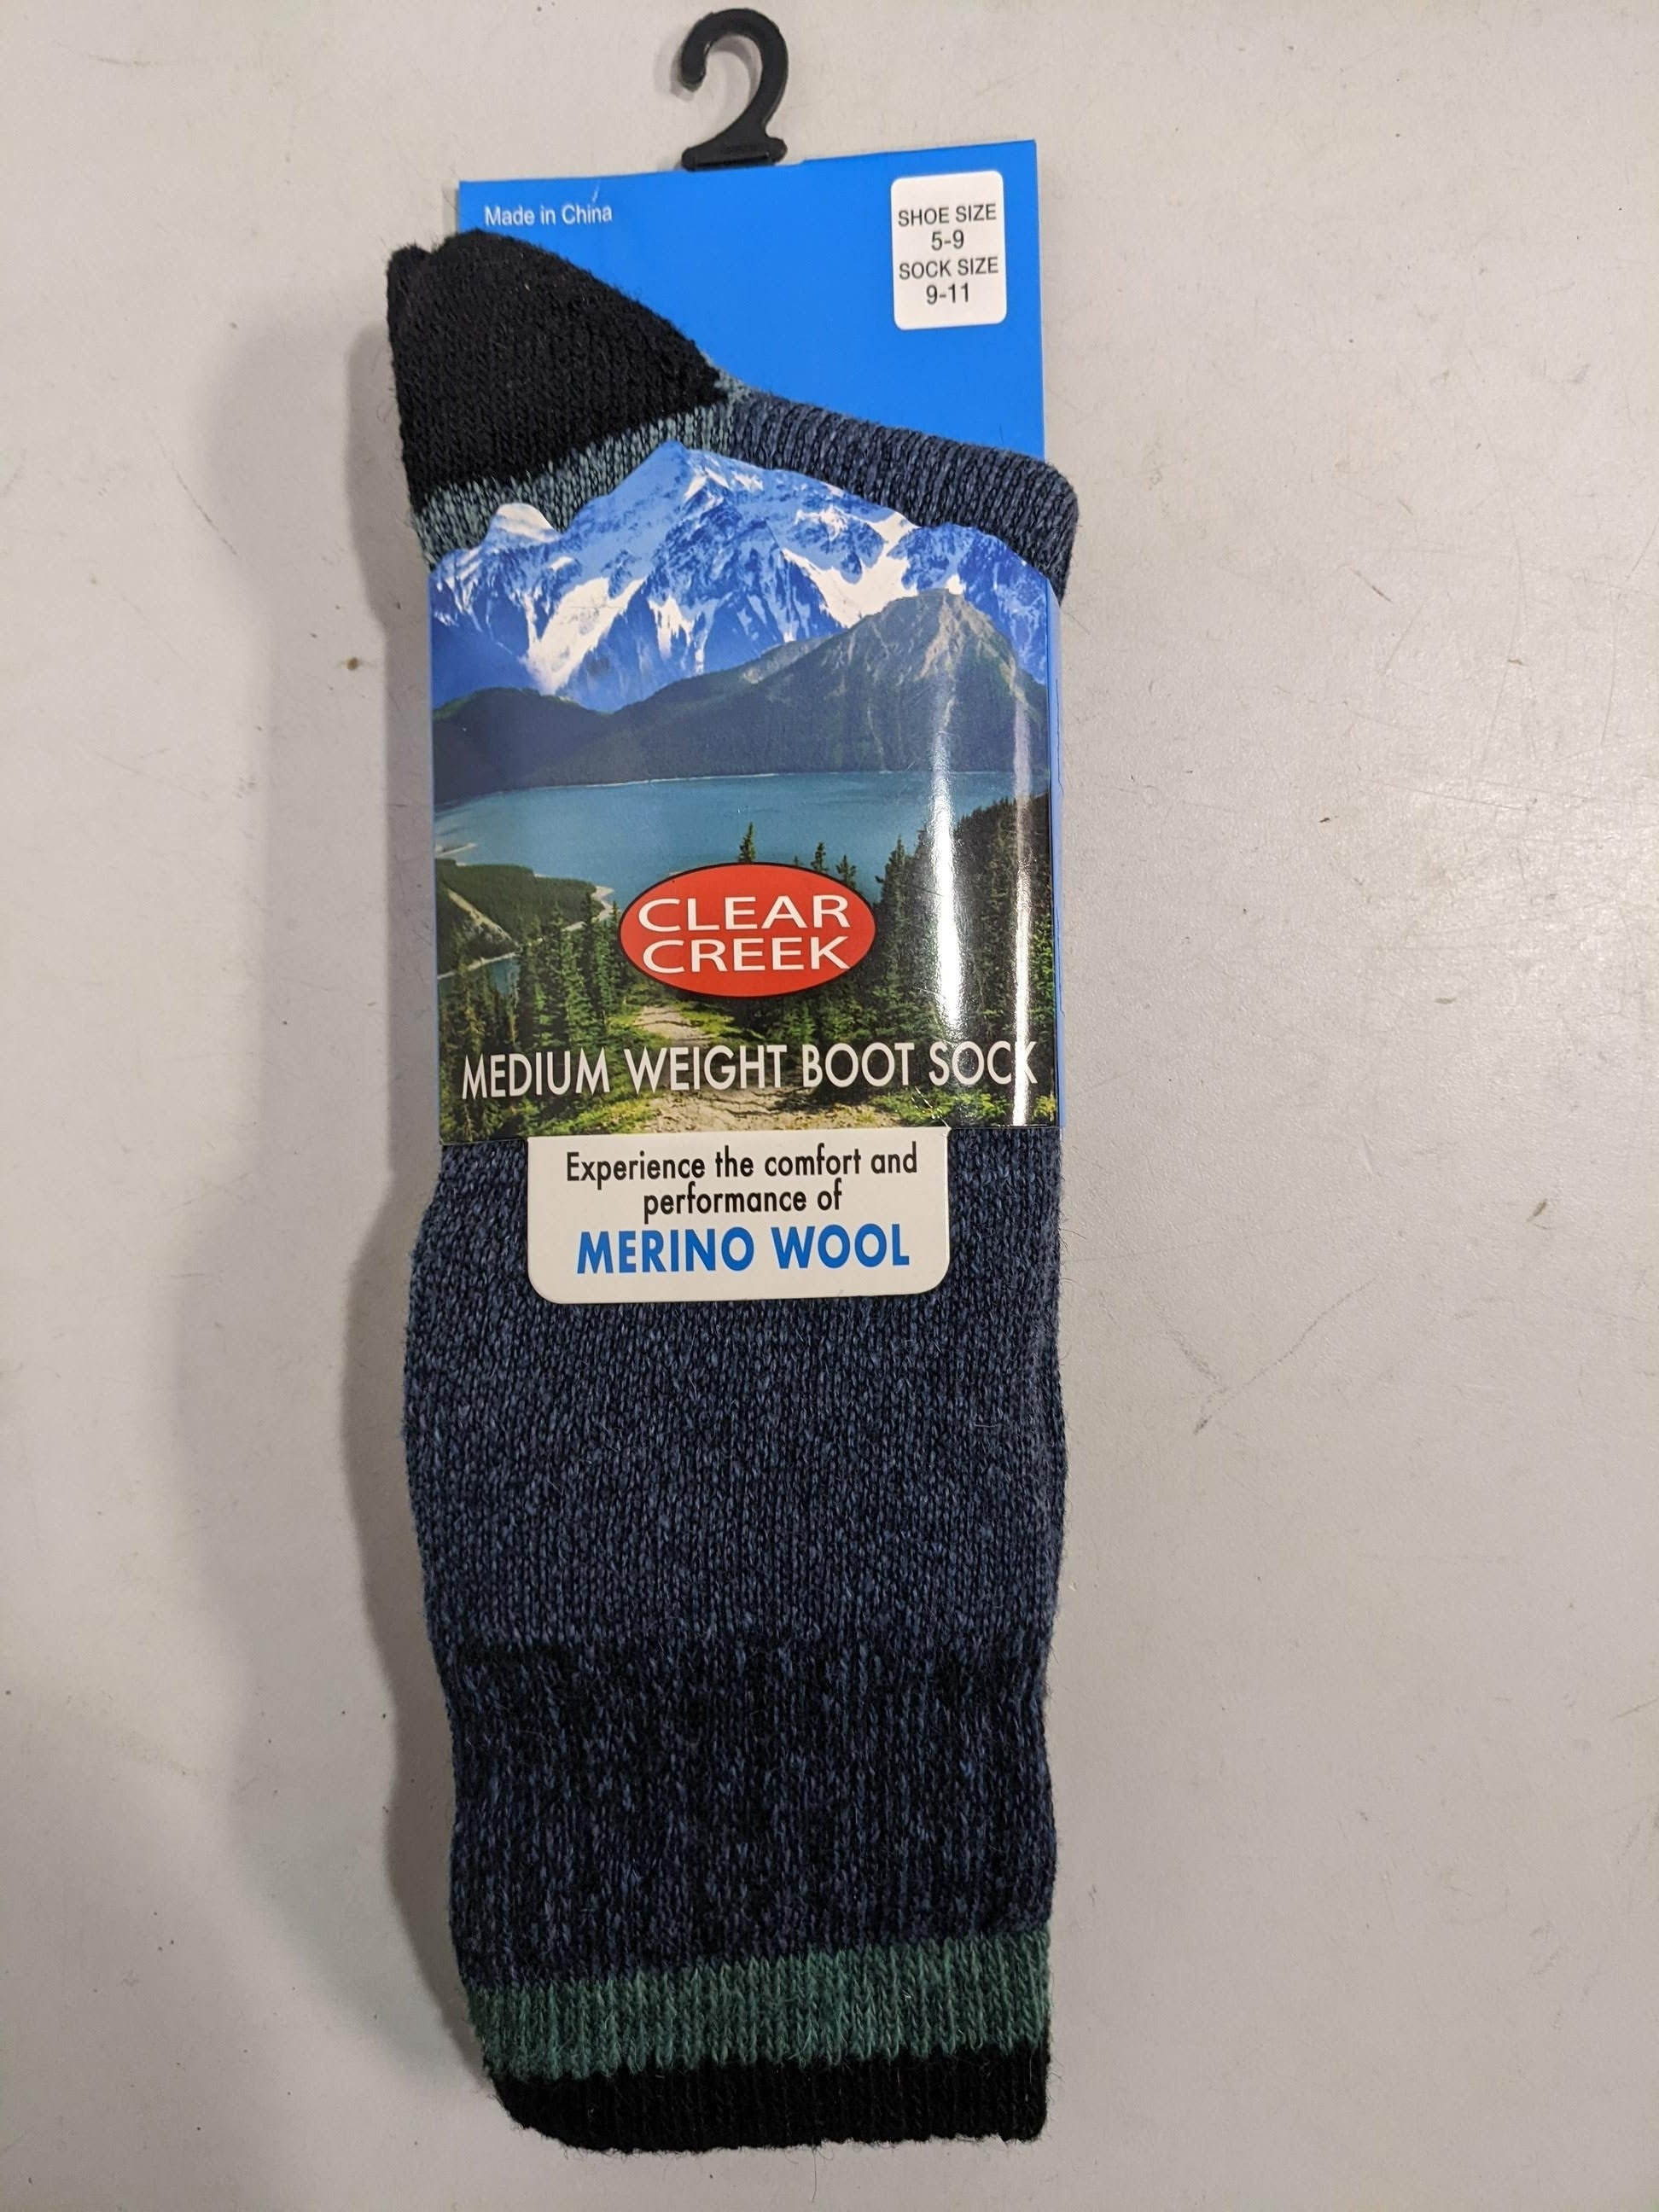 Made in China
SHOE SIZE
5-9
SOCK SIZE
9-11
CLEAR
CREEK
MEDIUM WEIGHT BOOT SOCK
Experience the comfort and
performance of
MERINO WOOL